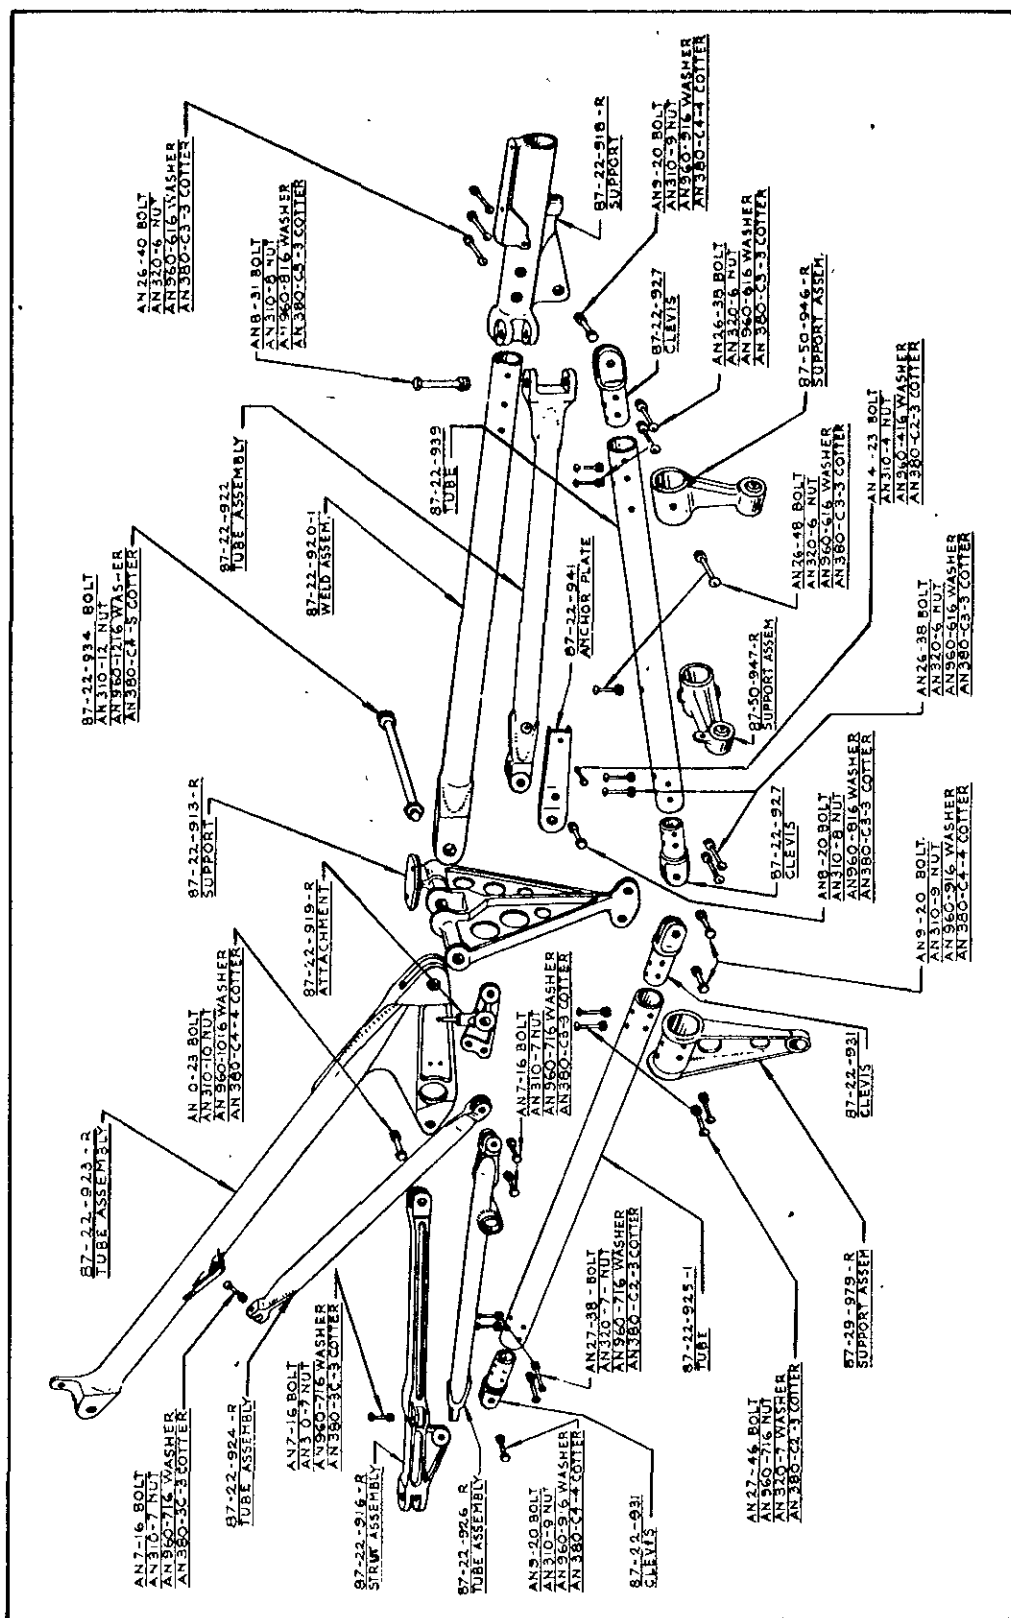 AN26-40 BOLT
AN320-6 NUT
AN960-616 WASHER
AN380-C3-3 COTTER
AN8-31 BOLT
AN310-8 NUT
AN960-816 WASHER
AN380-C3-3 COTTER
87-22-922
TUBE ASSEMBLY
87-22-920-1
WELD ASSEM.
87-22-934 BOLT
AN310-12 NUT
AN960-1216 WASHER
AN380-C4-5 COTTER
87-22-913-R
SUPPORT
87-22-919-R
ATTACHMENT
AN 0-23 BOLT
AN310-10 NUT
AN960-1016 WASHER
AN380-C4-4 COTTER
87-22-923-R
TUBE ASSEMBLY
AN7-16 BOLT
AN310-7 NUT
AN960-716 WASHER
AN380-3C-3 COTTER
87-22-924-R
TUBE ASSEMBLY
AN7-16 BOLT
AN3 0-7 NUT
AN960-716 WASHER
AN380-3C-3 COTTER
87-22-916-R
STRUT ASSEMBLY
87-22-926 R
TUBE ASSEMBLY
AN9-20 BOLT
AN310-9 NUT
AN960-916 WASHER
AN380-C4-4 COTTER
87-22-931
CLEVIS
87-22-918-R
SUPPORT
AN9-20 BOLT
AN310-9 NUT
AN960-916 WASHER
AN380-C4-4 COTTER
87-22-927
CLEVIS
AN26-38 BOLT
AN320-6 NUT
AN960-616 WASHER
AN380-C3-3 COTTER
87-22-939
TUBE
87-50-946-R
SUPPORT ASSEM.
87-22-941
ANCHOR PLATE
AN26-48 BOLT
AN320-6 NUT
AN960-616 WASHER
AN380-C3-3 COTTER
AN4-23 BOLT
AN310-4 NUT
AN960-416 WASHER
AN380-C2-3 COTTER
87-50-947-R
SUPPORT ASSEM
AN26-38 BOLT
AN320-6 NUT
AN960-616 WASHER
AN380-C3-3 COTTER
87-22-927
CLEVIS
AN8-20 BOLT
AN310-8 NUT
AN960-816 WASHER
AN380-C3-3 COTTER
AN9-20 BOLT.
AN310-9 NUT
AN960-916 WASHER
AN380-C4-4 COTTER
AN7-16 BOLT
AN310-7 NUT
AN960-716 WASHER
AN380-C3-3 COTTER
87-22-931
CLEVIS
AN27-38-BOLT
AN320-7-NUT
AN960-716 WASHER
AN380-C2-3 COTTER
87-22-925-1
TUBE
87-29-979-R
SUPPORT ASSEM
AN27-46 BOLT
AN960-716 NUT
AN320-7 WASHER
AN380-C2-3 COTTER